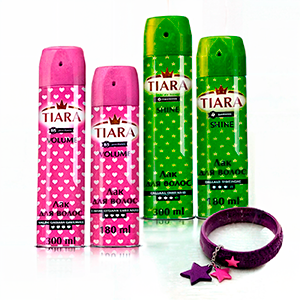 TIARA
VOLUME
Лак
ДЛЯ ВОЛОС
300 ml
TIARA
VOLUME
Лак
ДЛЯ ВОЛОС
180 ml
TIARA
SHINE
Лак
ДЛЯ ВОЛОС
300 ml
TIARA
SHINE
Лак
ДЛЯ ВОЛОС
180 ml